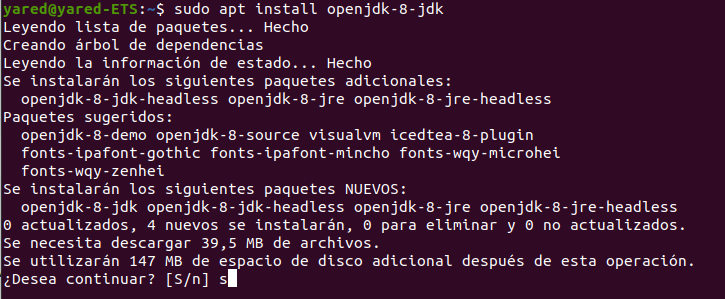 yared@yared-ETS:~$ sudo apt install openjdk-8-jdk
Leyendo lista de paquetes... Hecho
Creando árbol de dependencias
Leyendo la información de estado... Hecho
Se instalarán los siguientes paquetes adicionales:
  openjdk-8-jdk-headless openjdk-8-jre openjdk-8-jre-headless
Paquetes sugeridos:
  openjdk-8-demo openjdk-8-source visualvm icedtea-8-plugin
  fonts-ipafont-gothic fonts-ipafont-mincho fonts-wqy-microhei
  fonts-wqy-zenhei
Se instalarán los siguientes paquetes NUEVOS:
  openjdk-8-jdk openjdk-8-jdk-headless openjdk-8-jre openjdk-8-jre-headless
0 actualizados, 4 nuevos se instalarán, 0 para eliminar y 0 no actualizados.
Se necesita descargar 39,5 MB de archivos.
Se utilizarán 147 MB de espacio de disco adicional después de esta operación.
¿Desea continuar? [S/n] s